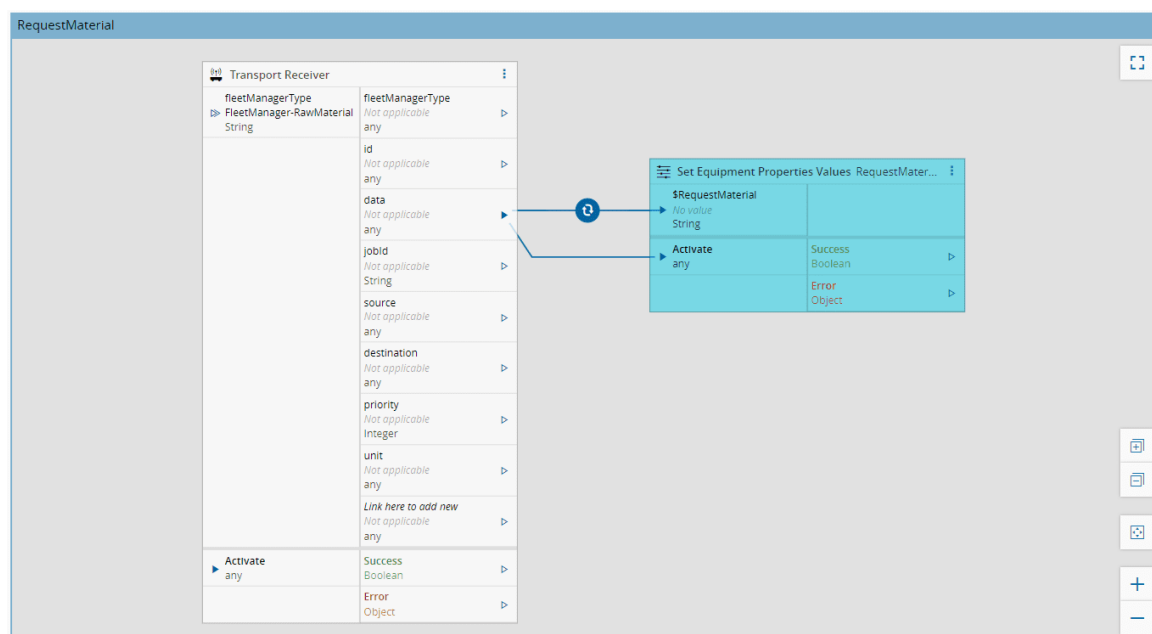 RequestMaterial
Transport Receiver
fleetManagerType
FleetManager-RawMaterial
String
fleetManagerType
Not applicable
any
id
Not applicable
any
data
Not applicable
any
jobId
Not applicable
String
source
Not applicable
any
destination
Not applicable
any
priority
Not applicable
Integer
unit
Not applicable
any
Link here to add new
Not applicable
any
Activate
any
Success
Boolean
Error
Object
Set Equipment Properties Values RequestMater...
$RequestMaterial
No value
String
Activate
any
Success
Boolean
Error
Object